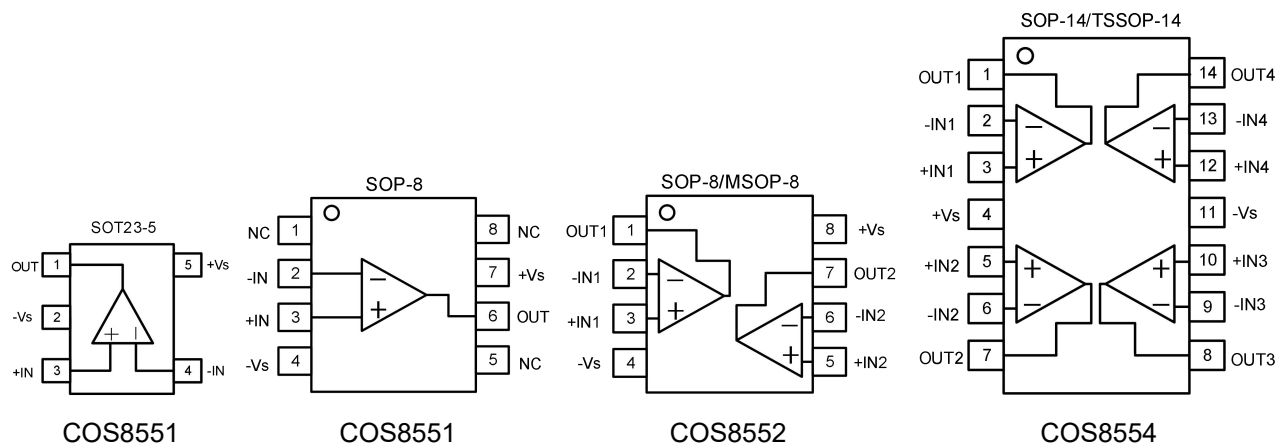 SOT23-5
OUT 1 5 +Vs
-Vs 2
+IN 3 4 -IN
COS8551
SOP-8
NC 1 8 NC
-IN 2 7 +Vs
+IN 3 6 OUT
-Vs 4 5 NC
COS8551
SOP-8/MSOP-8
OUT1 1 8 +Vs
-IN1 2 7 OUT2
+IN1 3 6 -IN2
-Vs 4 5 +IN2
COS8552
SOP-14/TSSOP-14
OUT1 1 14 OUT4
-IN1 2 13 -IN4
+IN1 3 12 +IN4
+Vs 4 11 -Vs
+IN2 5 10 +IN3
-IN2 6 9 -IN3
OUT2 7 8 OUT3
COS8554